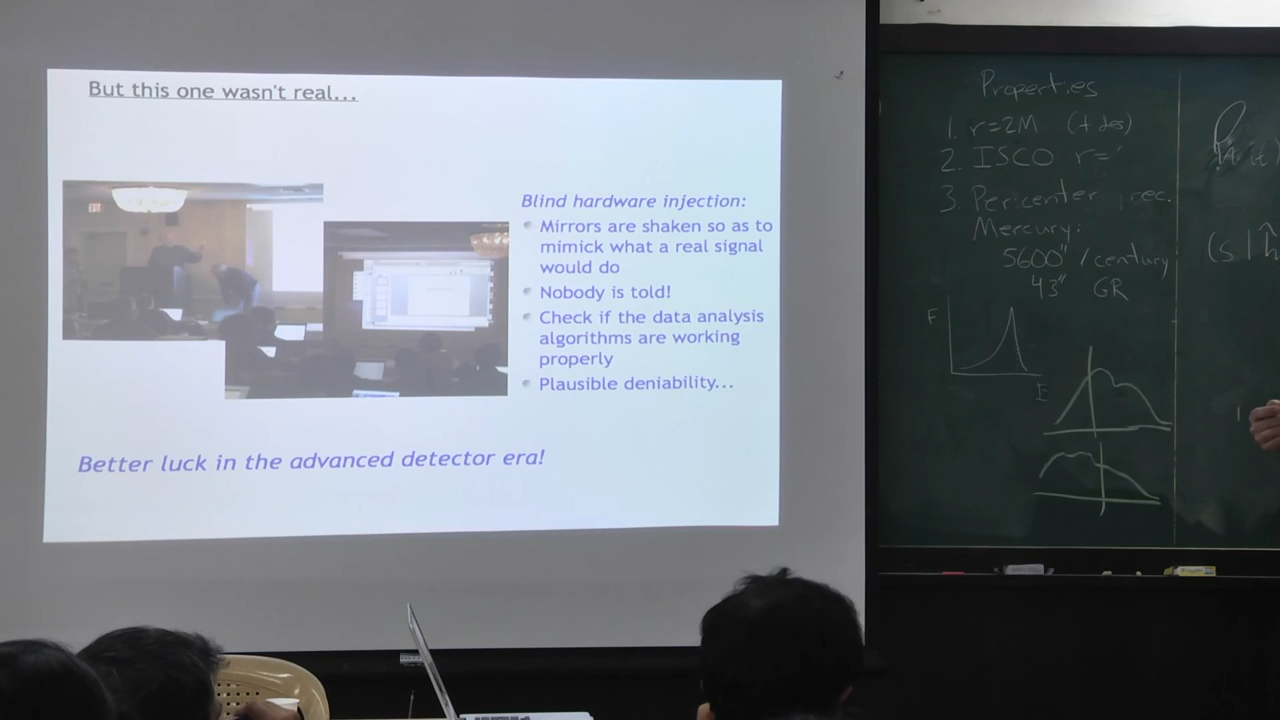 But this one wasn't real...
Blind hardware injection:
Mirrors are shaken so as to
mimick what a real signal
would do
Nobody is told!
Check if the data analysis
algorithms are working
properly
Plausible deniability...
Better luck in the advanced detector era!
Properties
1. r=2M
2. ISCO r=
3. Pericenter rec.
Mercury:
5600" / century
43" GR
F
E
(s|ĥ